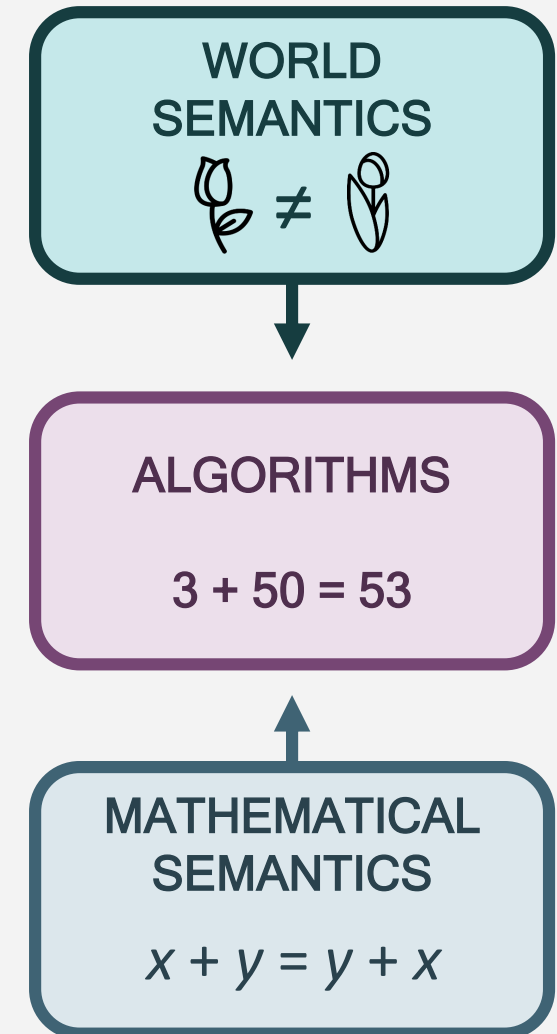 WORLD
SEMANTICS
≠
ALGORITHMS
3 + 50 = 53
MATHEMATICAL
SEMANTICS
x + y = y + x